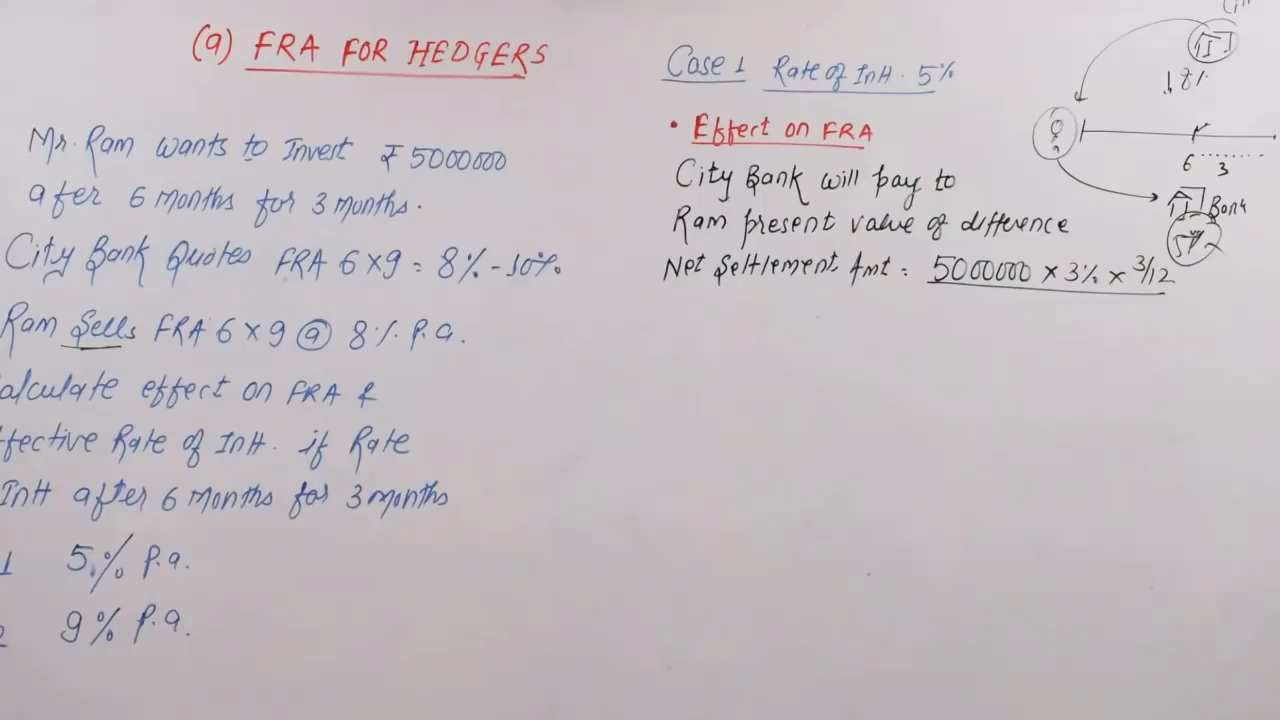 (a) FRA FOR HEDGERS
Mr. Ram wants to Invest ₹ 5000000
after 6 months for 3 months.
City Bank Quotes FRA 6×9 = 8% - 10%
Ram Sells FRA 6×9 @ 8% P.a.
alculate effect on FRA &
ffective Rate of Intt. if Rate
Intt after 6 Months for 3 months
1 5% P.a.
2 9% P.a.
Case 1 Rate of Intt. 5%
• Effect on FRA
City Bank will pay to
Ram present value of difference
Net Settlement Amt = 5000000 × 3% × 3/12
8%
6 3
Bank